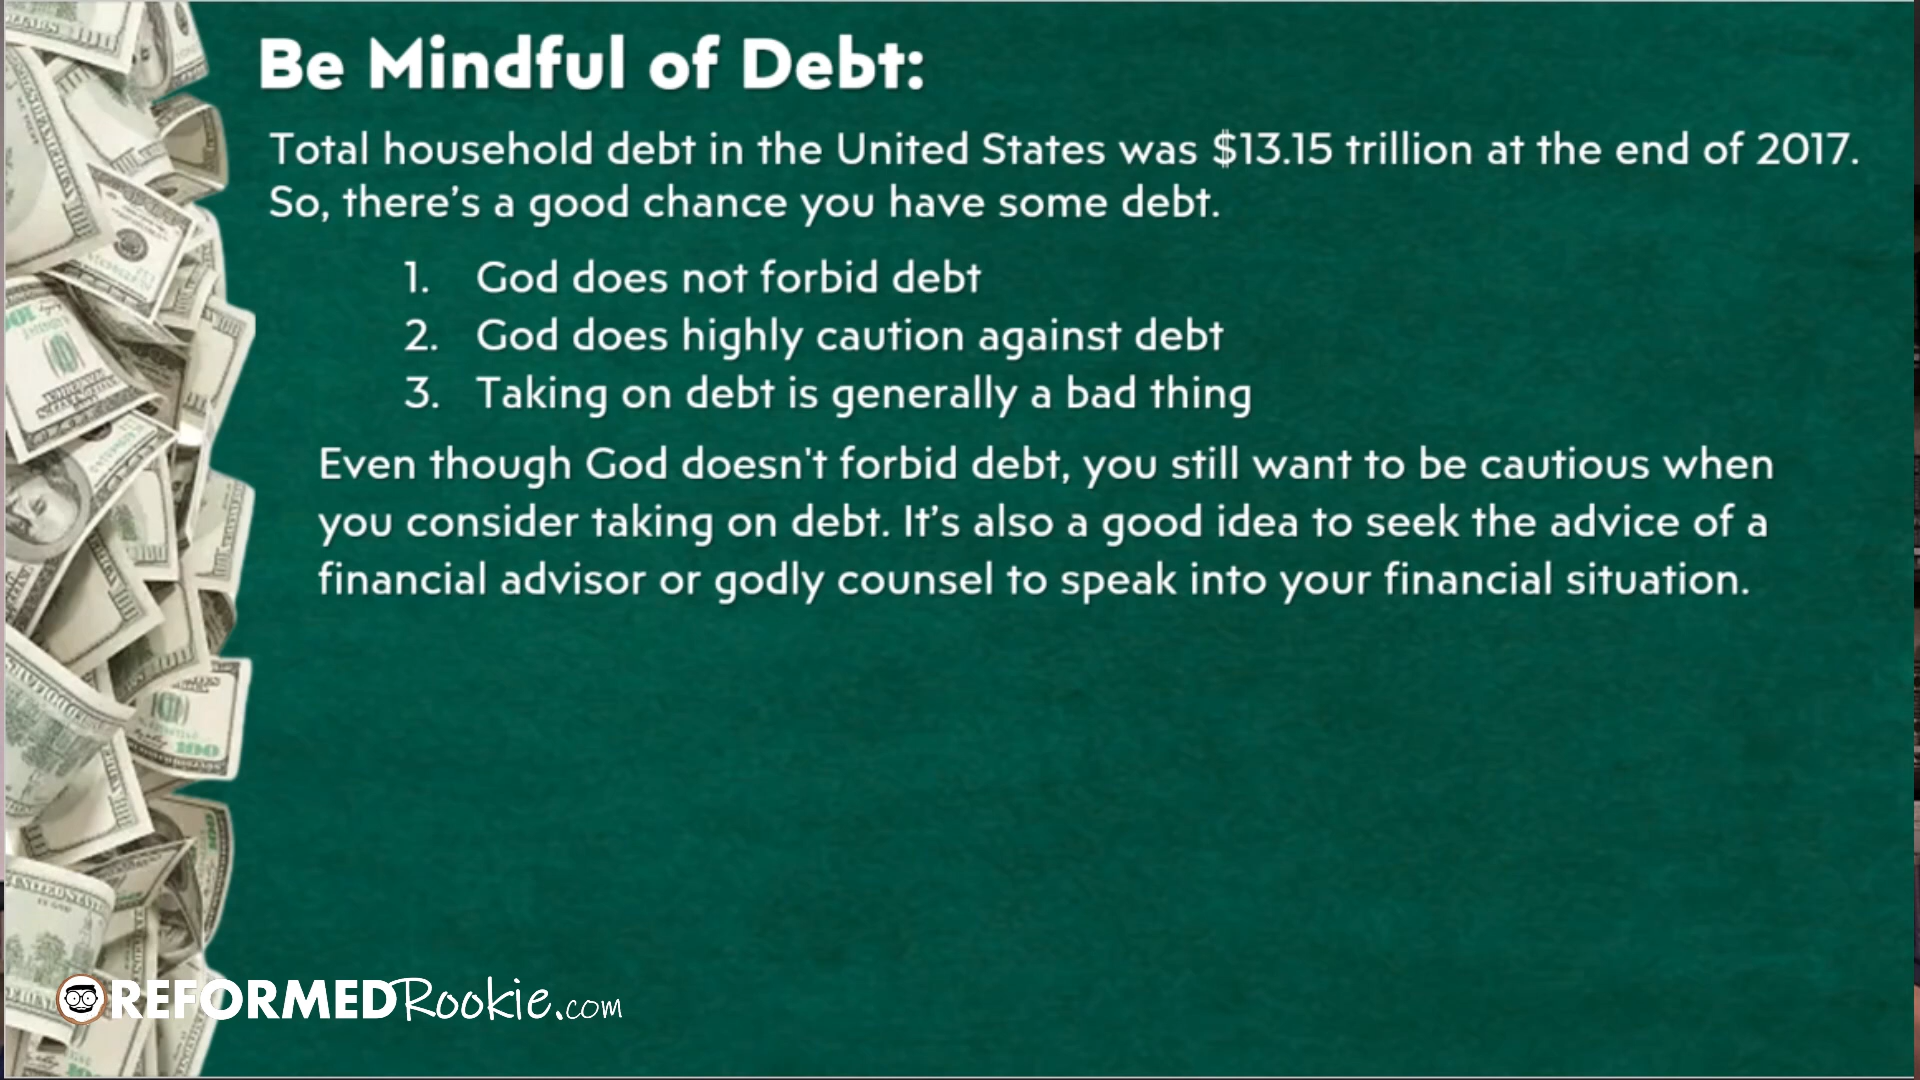 Be Mindful of Debt:
Total household debt in the United States was $13.15 trillion at the end of 2017.
So, there’s a good chance you have some debt.
1. God does not forbid debt
2. God does highly caution against debt
3. Taking on debt is generally a bad thing
Even though God doesn't forbid debt, you still want to be cautious when
you consider taking on debt. It’s also a good idea to seek the advice of a
financial advisor or godly counsel to speak into your financial situation.
REFORMEDRookie.com